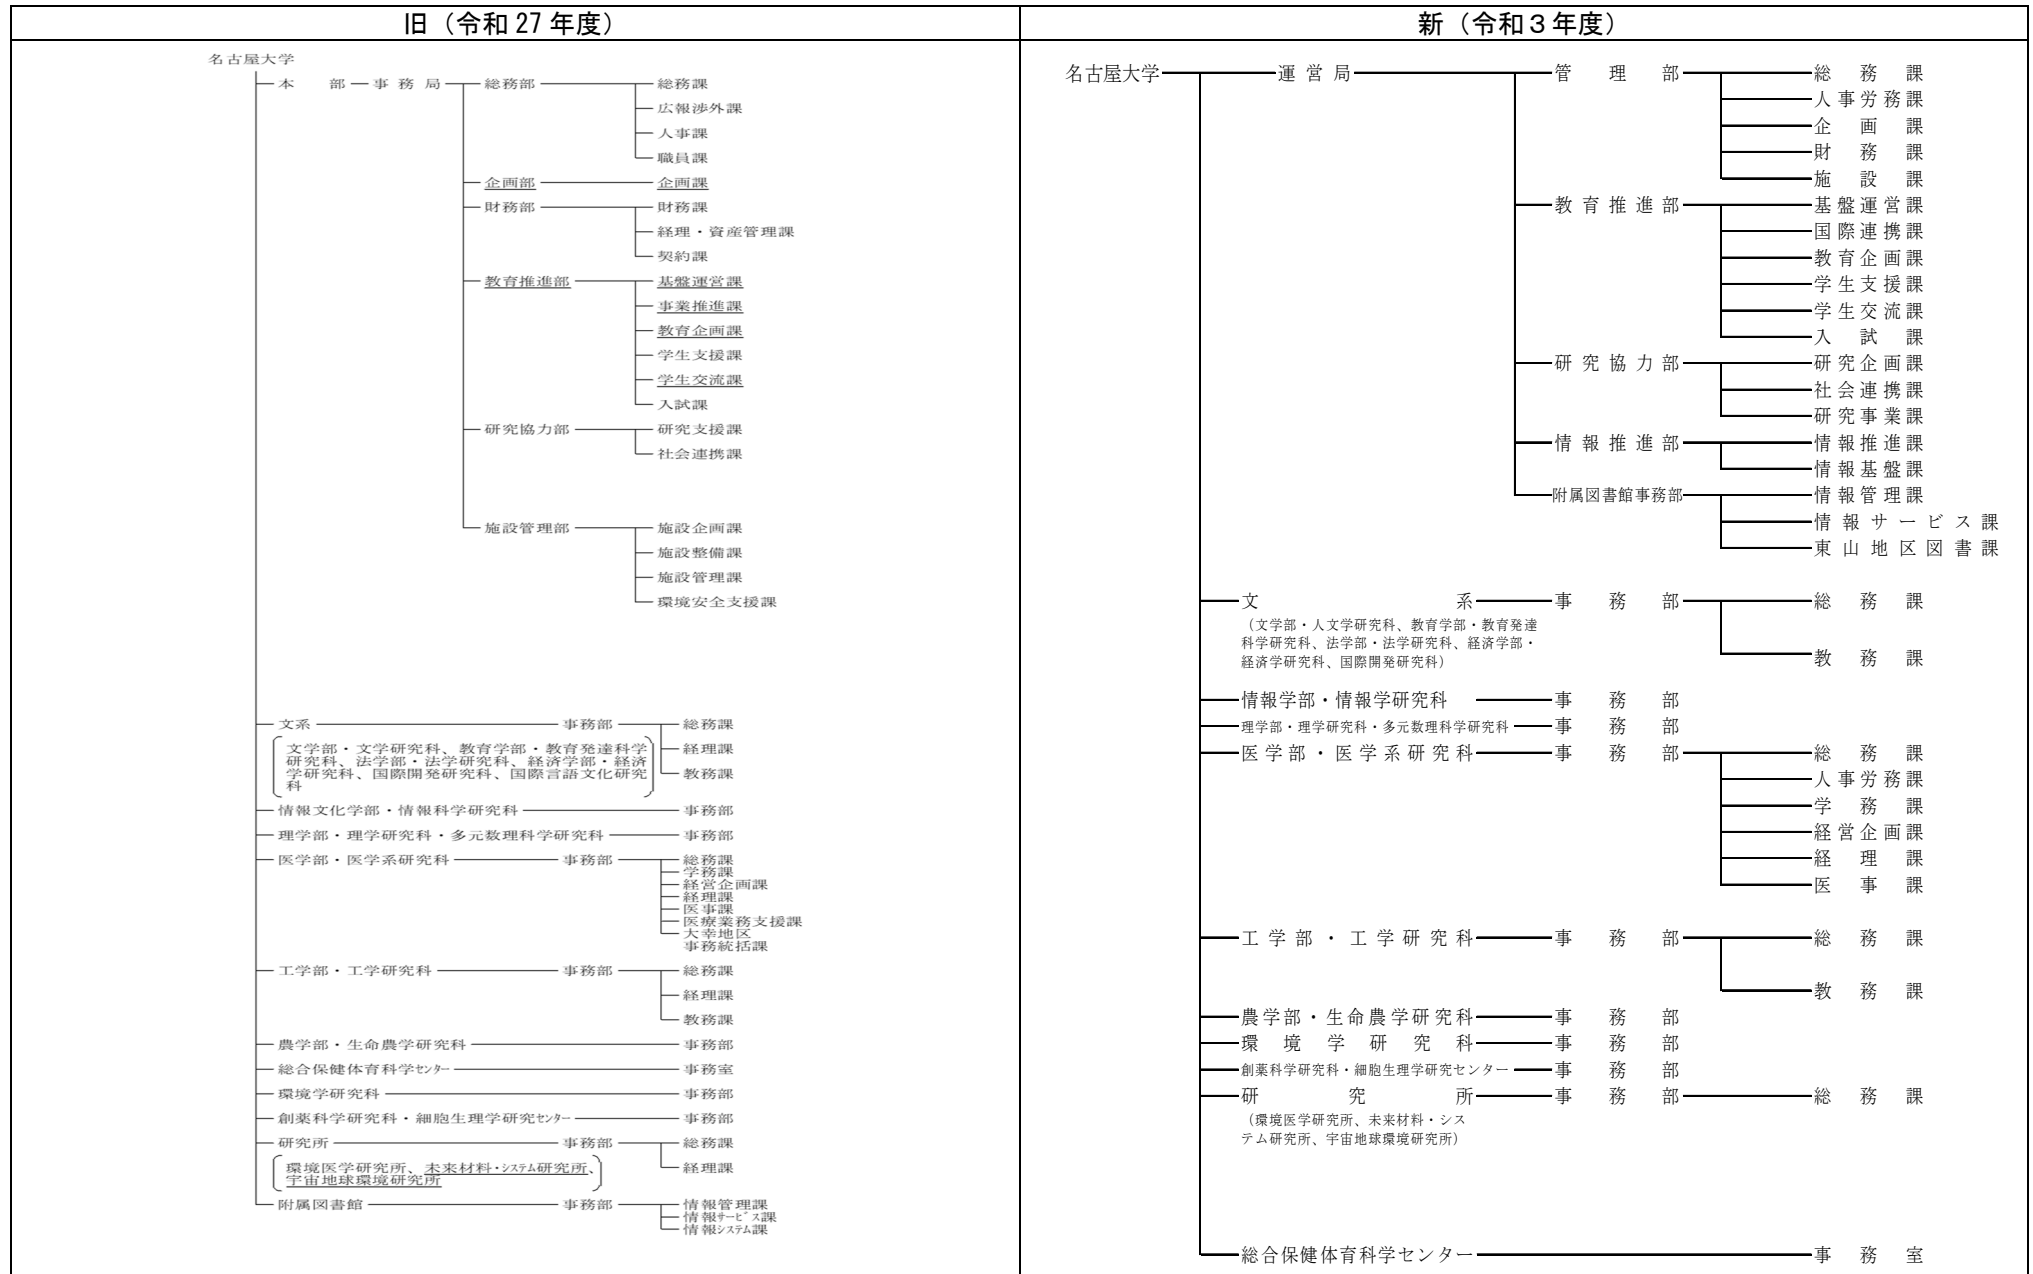 旧（令和27年度）
名古屋大学
本部 事務局 総務部 総務課
広報渉外課
人事課
職員課
企画部 企画課
財務部 財務課
経理・資産管理課
契約課
教育推進部 基盤運営課
事業推進課
教育企画課
学生支援課
学生交流課
入試課
研究協力部 研究支援課
社会連携課
施設管理部 施設企画課
施設整備課
施設管理課
環境安全支援課
文系 事務部 総務課
経理課
教務課
文学部・文学研究科、教育学部・教育発達科学
研究科、法学部・法学研究科、経済学部・経済
学研究科、国際開発研究科、国際言語文化研究
科
情報文化学部・情報科学研究科 事務部
理学部・理学研究科・多元数理科学研究科 事務部
医学部・医学系研究科 事務部 総務課
学務課
経営企画課
経理課
医事課
医療業務支援課
大幸地区
事務統括課
工学部・工学研究科 事務部 総務課
経理課
教務課
農学部・生命農学研究科 事務部
総合保健体育科学センター 事務室
環境学研究科 事務部
創薬科学研究科・細胞生理学研究センター 事務部
研究所 事務部 総務課
経理課
環境医学研究所、未来材料・システム研究所、
宇宙地球環境研究所
附属図書館 事務部 情報管理課
情報サービス課
情報システム課
新（令和３年度）
名古屋大学 運営局 管理部 総務課
人事労務課
企画課
財務課
施設課
教育推進部 基盤運営課
国際連携課
教育企画課
学生支援課
学生交流課
入試課
研究協力部 研究企画課
社会連携課
研究事業課
情報推進部 情報推進課
情報基盤課
附属図書館事務部 情報管理課
情報サービス課
東山地区図書課
文系 事務部 総務課
教務課
（文学部・人文学研究科、教育学部・教育発達
科学研究科、法学部・法学研究科、経済学部・
経済学研究科、国際開発研究科）
情報学部・情報学研究科 事務部
理学部・理学研究科・多元数理科学研究科 事務部
医学部・医学系研究科 事務部 総務課
人事労務課
学務課
経営企画課
経理課
医事課
工学部・工学研究科 事務部 総務課
教務課
農学部・生命農学研究科 事務部
環境学研究科 事務部
創薬科学研究科・細胞生理学研究センター 事務部
研究所 事務部 総務課
（環境医学研究所、未来材料・シス
テム研究所、宇宙地球環境研究所）
総合保健体育科学センター 事務室